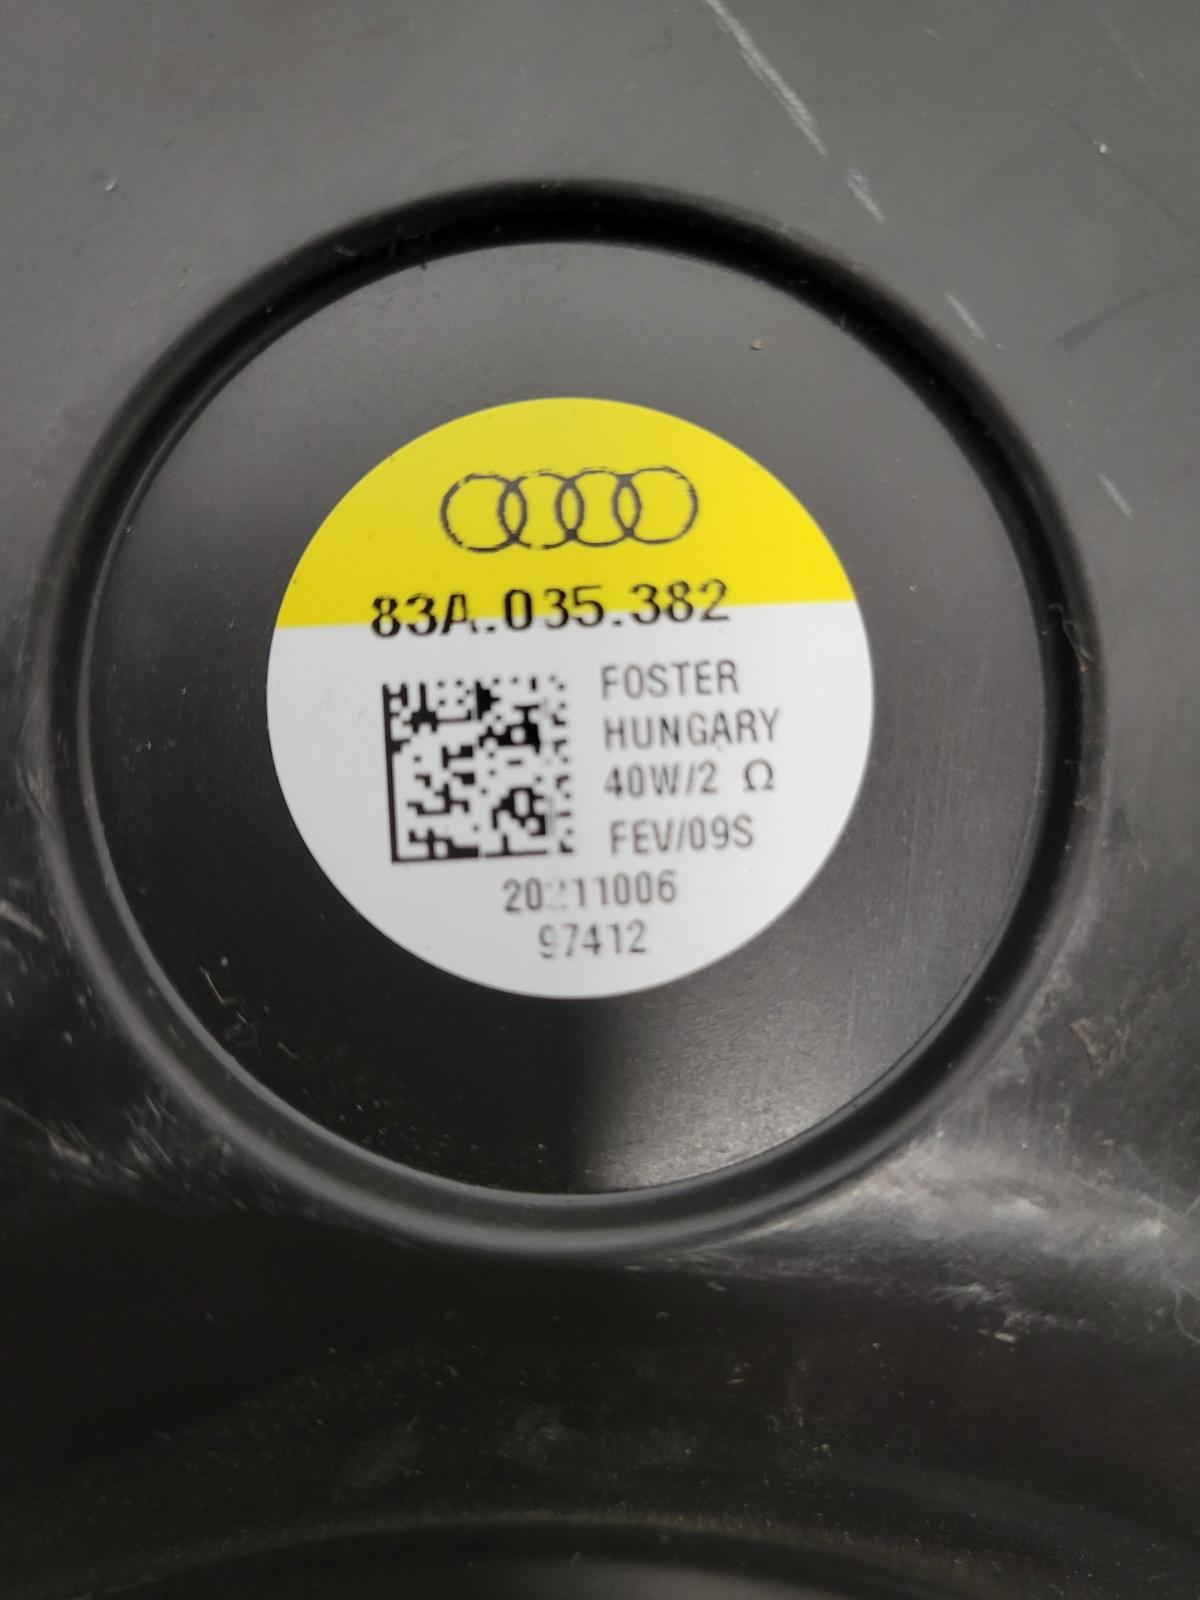 83A.035.382
FOSTER
HUNGARY
40W/2 Ω
FEV/09S
20211006
97412